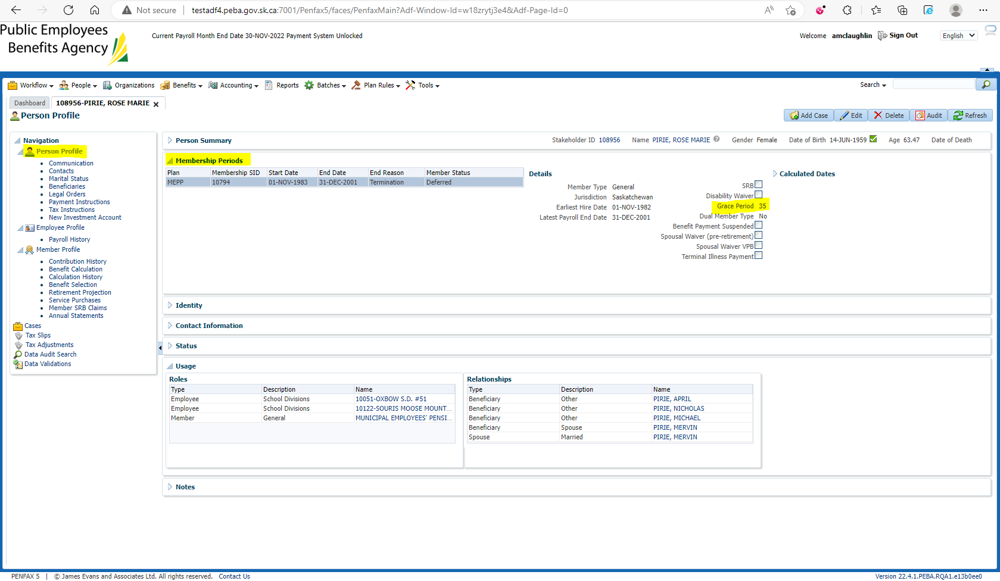 Not secure
testadf4.peba.gov.sk.ca:7001/Penfax5/faces/PenfaxMain?Adf-Window-Id=w18zrytj3e4&Adf-Page-Id=0
Public Employees
Benefits Agency
Current Payroll Month End Date 30-NOV-2022 Payment System Unlocked
Welcome amclaughlin Sign Out English
Workflow People Organizations Benefits Accounting Reports Batches Plan Rules Tools Search
Dashboard 108956-PIRIE, ROSE MARIE
Person Profile
Add Case Edit Delete Audit Refresh
Navigation
Person Profile
Communication
Contacts
Marital Status
Beneficiaries
Legal Orders
Payment Instructions
Tax Instructions
New Investment Account
Employee Profile
Payroll History
Member Profile
Contribution History
Benefit Calculation
Calculation History
Benefit Selection
Retirement Projection
Service Purchases
Member SRB Claims
Annual Statements
Cases
Tax Slips
Tax Adjustments
Data Audit Search
Data Validations
Person Summary Stakeholder ID 108956 Name PIRIE, ROSE MARIE Gender Female Date of Birth 14-JUN-1959 Age 63.47 Date of Death
Membership Periods
Plan Membership SID Start Date End Date End Reason Member Status
MEPP 10794 01-NOV-1983 31-DEC-2001 Termination Deferred
Details
Member Type General
Jurisdiction Saskatchewan
Earliest Hire Date 01-NOV-1982
Latest Payroll End Date 31-DEC-2001
SRB
Disability Waiver
Grace Period 35
Dual Member Type No
Benefit Payment Suspended
Spousal Waiver (pre-retirement)
Spousal Waiver VPB
Terminal Illness Payment
Calculated Dates
Identity
Contact Information
Status
Usage
Roles
Type Description Name
Employee School Divisions 10051-OXBOW S.D. #51
Employee School Divisions 10122-SOURIS MOOSE MOUNT...
Member General MUNICIPAL EMPLOYEES' PENSI...
Relationships
Type Description Name
Beneficiary Other PIRIE, APRIL
Beneficiary Other PIRIE, NICHOLAS
Beneficiary Other PIRIE, MICHAEL
Beneficiary Spouse PIRIE, MERVIN
Spouse Married PIRIE, MERVIN
Notes
PENFAX 5 | © James Evans and Associates Ltd. All rights reserved. Contact Us
Version 22.4.1.PEBA.RQA1.e13b0ee0